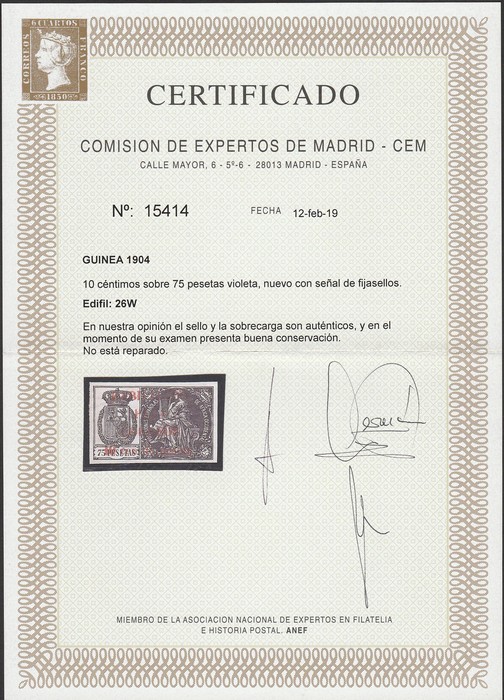 6 CUARTOS
CORREOS
FRANCO
1850
CERTIFICADO
COMISION DE EXPERTOS DE MADRID - CEM
CALLE MAYOR, 6 - 5º-6 - 28013 MADRID - ESPAÑA
Nº: 15414
FECHA 12-feb-19
GUINEA 1904
10 céntimos sobre 75 pesetas violeta, nuevo con señal de fijasellos.
Edifil: 26W
En nuestra opinión el sello y la sobrecarga son auténticos, y en el
momento de su examen presenta buena conservación.
No está reparado.
75 PESETAS
MIEMBRO DE LA ASOCIACION NACIONAL DE EXPERTOS EN FILATELIA
E HISTORIA POSTAL. ANEF